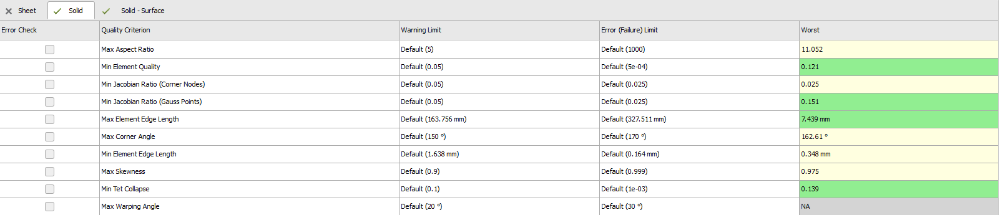 Sheet Solid Solid - Surface
Error Check Quality Criterion Warning Limit Error (Failure) Limit Worst
Max Aspect Ratio Default (5) Default (1000) 11.052
Min Element Quality Default (0.05) Default (5e-04) 0.121
Min Jacobian Ratio (Corner Nodes) Default (0.05) Default (0.025) 0.025
Min Jacobian Ratio (Gauss Points) Default (0.05) Default (0.025) 0.151
Max Element Edge Length Default (163.756 mm) Default (327.511 mm) 7.439 mm
Max Corner Angle Default (150 °) Default (170 °) 162.61 °
Min Element Edge Length Default (1.638 mm) Default (0.164 mm) 0.348 mm
Max Skewness Default (0.9) Default (0.999) 0.975
Min Tet Collapse Default (0.1) Default (1e-03) 0.139
Max Warping Angle Default (20 °) Default (30 °) NA